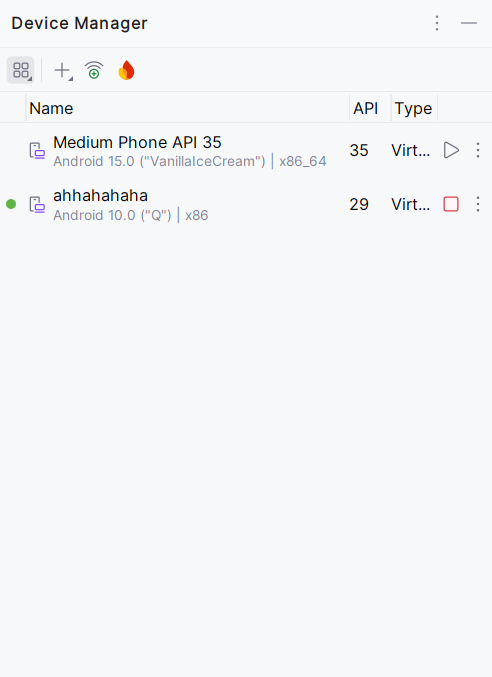 Device Manager
Name API Type
Medium Phone API 35
Android 15.0 ("VanillaIceCream") | x86_64
35 Virt...
ahhahahaha
Android 10.0 ("Q") | x86
29 Virt...